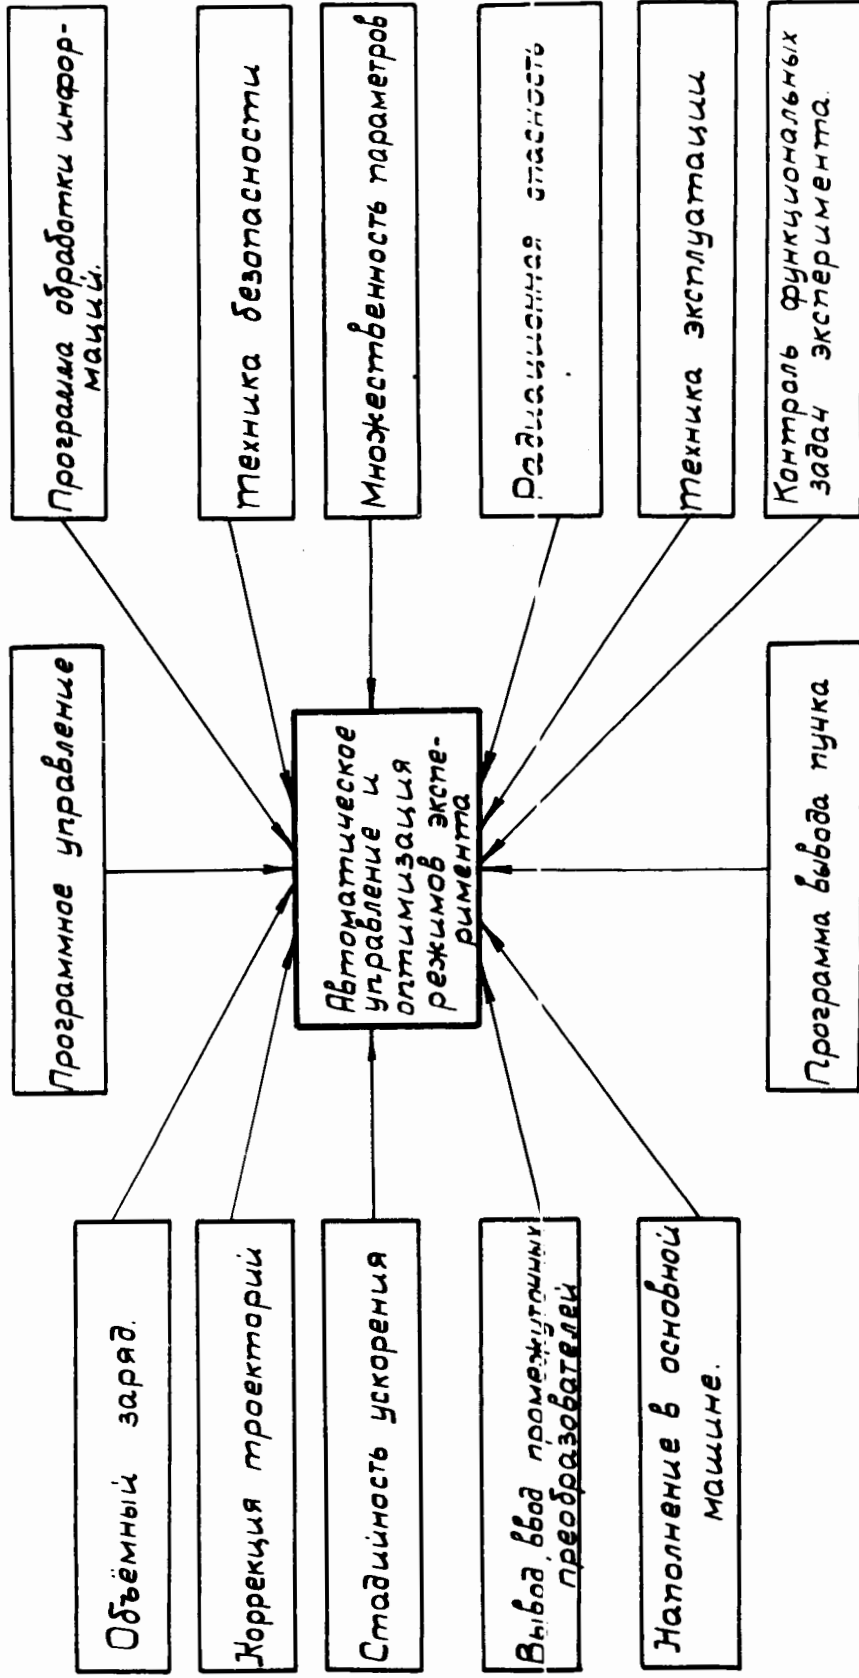 Объёмный заряд.
Коррекция троекторий
Стадийность ускорения
Вывод, ввод промежуточных
преобразователей
Наполнение в основной
машине.
Программное управление
Автоматическое
управление и
оптимизация
режимов экспе-
римента
Программа вывода пучка
Программа обработки инфор-
маций.
Техника безопасности
Множественность параметров
Радиационная опасность
Техника эксплуатации
Контроль функциональных
задач эксперимента.